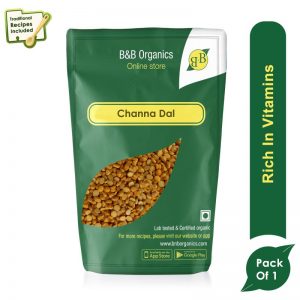 Traditional
Recipes
Included
B&B Organics
Online store
B
B
Channa Dal
Lab tested & Certified organic
For more recipes, please visit our website or app
www.bnborganics.com
App Store
Google Play
Rich In Vitamins
Pack
Of 1